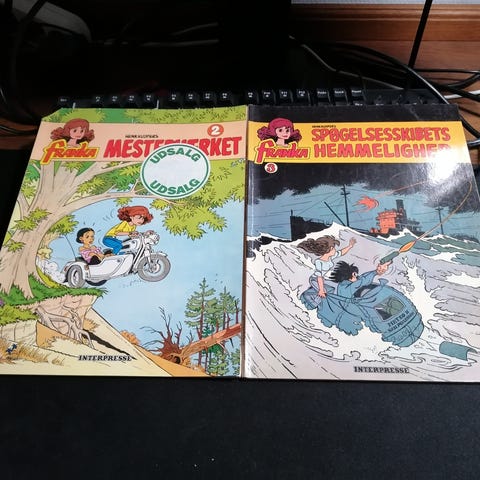 HENK KUIJPERS
FRANKA
MESTERVÆRKET
2
UDSALG
UDSALG
INTERPRESSE
HENK KUIJPERS
FRANKA
SPØGELSESSKIBETS
HEMMELIGHED
3
INTERPRESSE